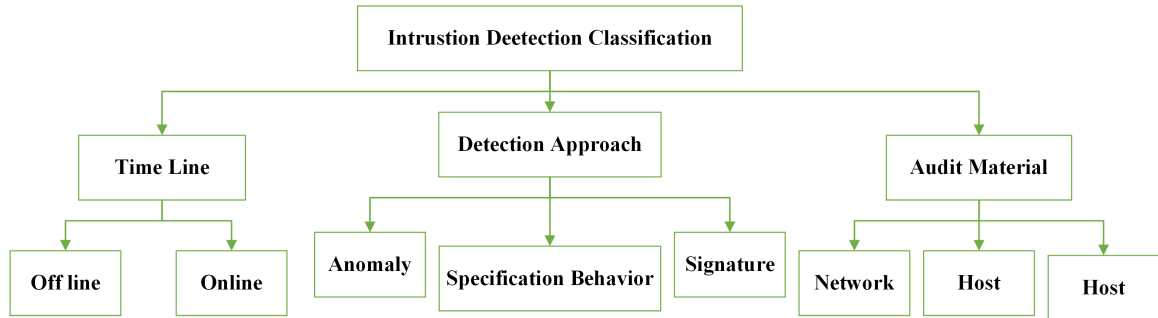 Intrustion Deetection Classification
Time Line
Detection Approach
Audit Material
Off line
Online
Anomaly
Specification Behavior
Signature
Network
Host
Host